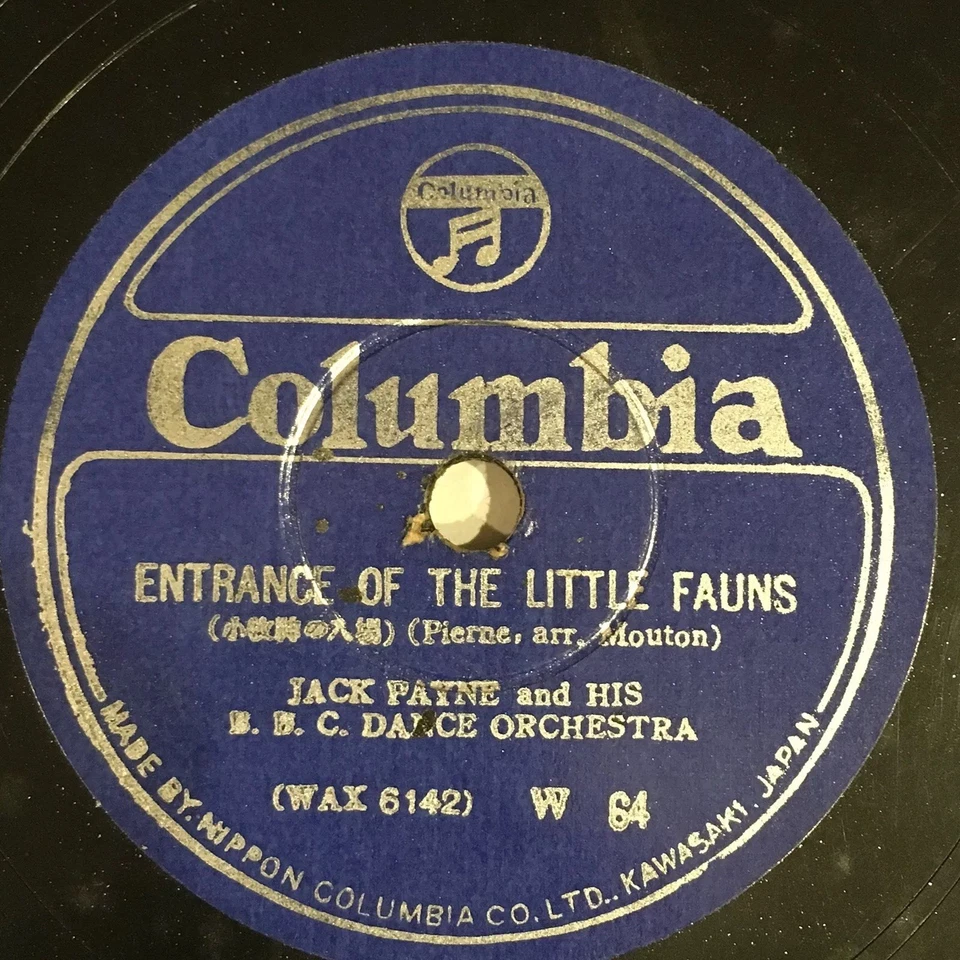 Columbia
Columbia
ENTRANCE OF THE LITTLE FAUNS
(小牧神の入場) (Pierne, arr. Mouton)
JACK PAYNE and HIS
B. B. C. DANCE ORCHESTRA
(WAX 6142) W 64
MADE BY. NIPPON COLUMBIA CO. LTD., KAWASAKI. JAPAN